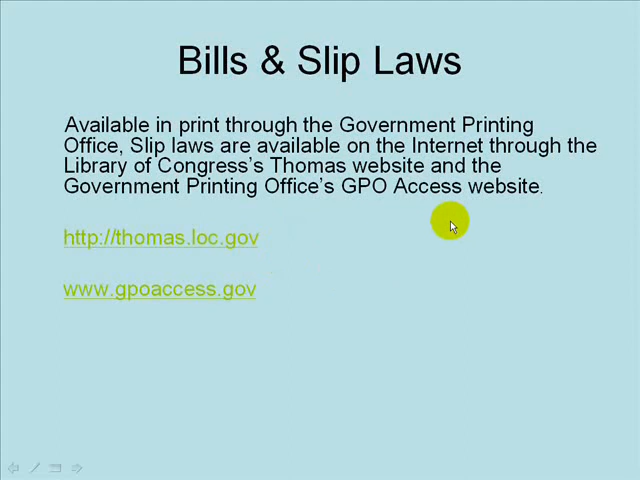 Bills & Slip Laws
Available in print through the Government Printing
Office, Slip laws are available on the Internet through the
Library of Congress's Thomas website and the
Government Printing Office's GPO Access website.
http://thomas.loc.gov
www.gpoaccess.gov